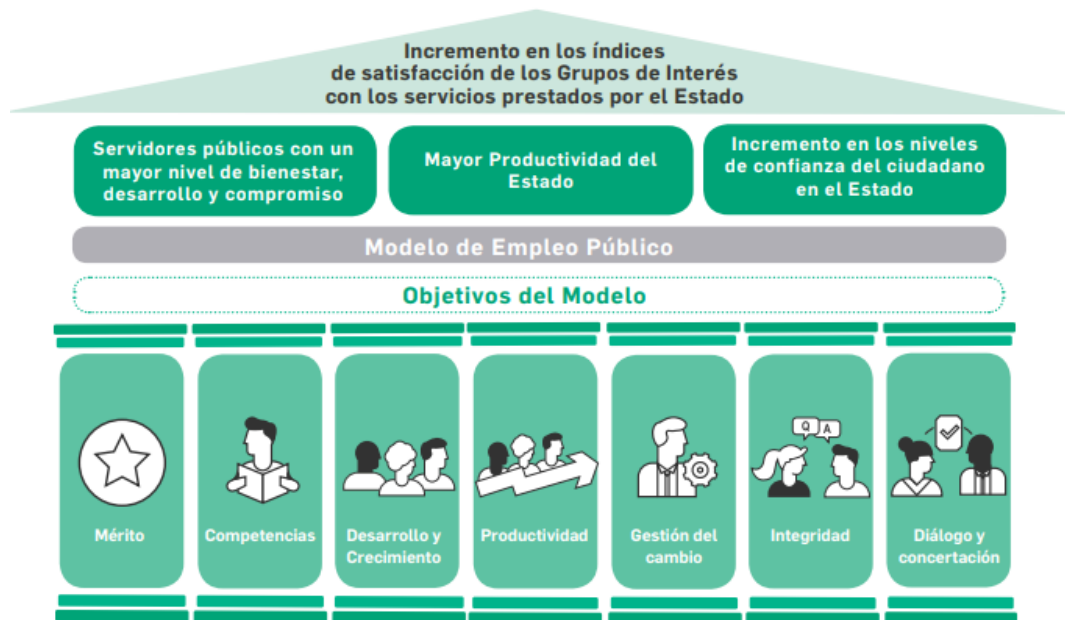 Incremento en los índices
de satisfacción de los Grupos de Interés
con los servicios prestados por el Estado
Servidores públicos con un
mayor nivel de bienestar,
desarrollo y compromiso
Mayor Productividad del
Estado
Incremento en los niveles
de confianza del ciudadano
en el Estado
Modelo de Empleo Público
Objetivos del Modelo
Mérito
Competencias
Desarrollo y
Crecimiento
Productividad
Gestión del
cambio
Q A
Integridad
Diálogo y
concertación